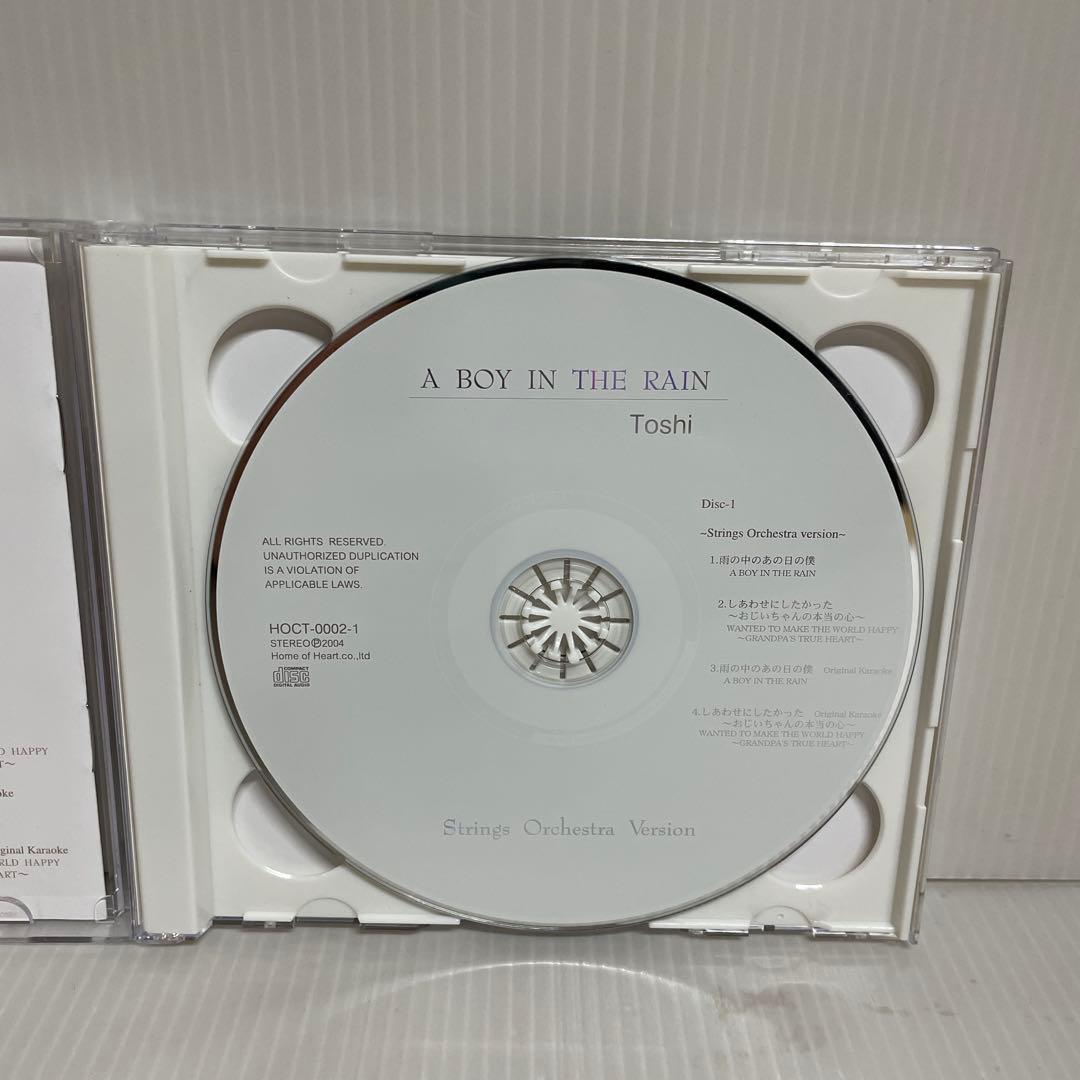 A BOY IN THE RAIN
Toshi
Disc-1
~Strings Orchestra version~
1.雨の中のあの日の僕
A BOY IN THE RAIN
2.しあわせにしたかった
～おじいちゃんの本当の心～
WANTED TO MAKE THE WORLD HAPPY
～GRANDPA'S TRUE HEART～
3.雨の中のあの日の僕 Original Karaoke
A BOY IN THE RAIN
4.しあわせにしたかった Original Karaoke
～おじいちゃんの本当の心～
WANTED TO MAKE THE WORLD HAPPY
～GRANDPA'S TRUE HEART～
ALL RIGHTS RESERVED.
UNAUTHORIZED DUPLICATION
IS A VIOLATION OF
APPLICABLE LAWS.
HOCT-0002-1
STEREO Ⓟ2004
Home of Heart.co.,ltd
COMPACT
disc
DIGITAL AUDIO
Strings Orchestra Version
HAPPY
Karaoke
HAPPY